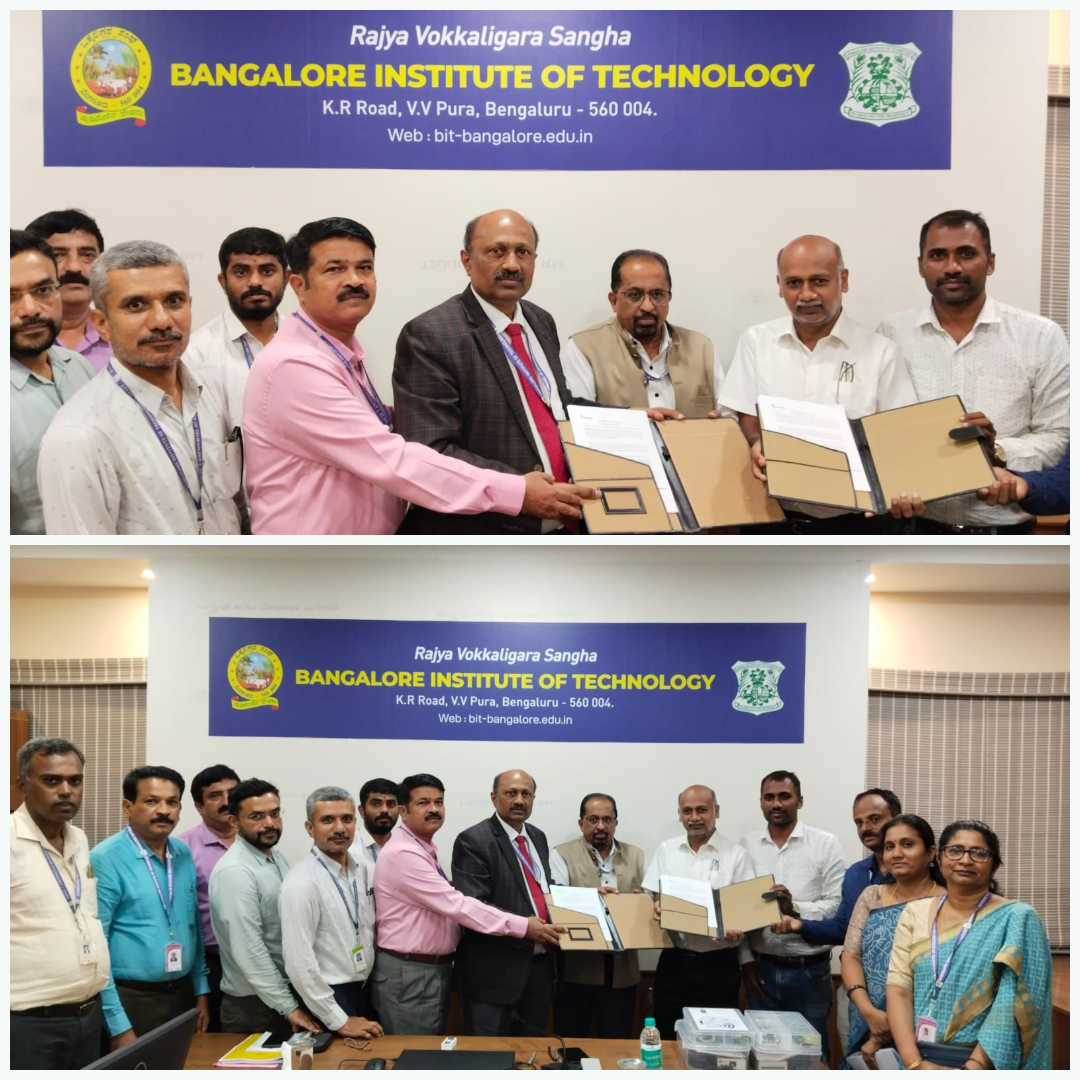 Rajya Vokkaligara Sangha
BANGALORE INSTITUTE OF TECHNOLOGY
K.R Road, V.V Pura, Bengaluru - 560 004.
Web : bit-bangalore.edu.in
Rajya Vokkaligara Sangha
BANGALORE INSTITUTE OF TECHNOLOGY
K.R Road, V.V Pura, Bengaluru - 560 004.
Web : bit-bangalore.edu.in